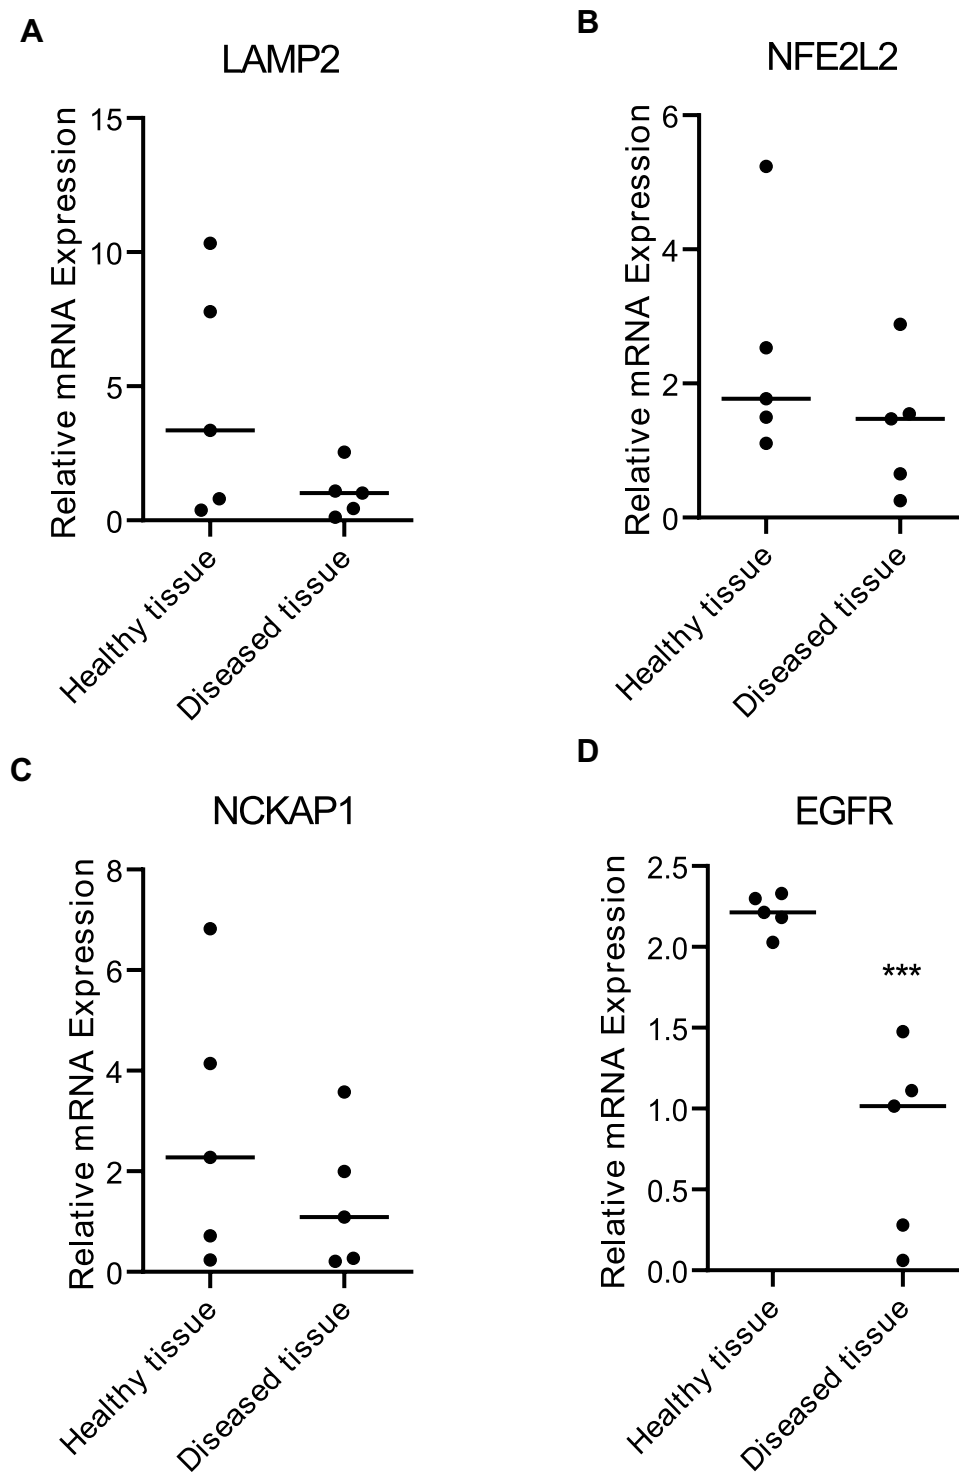 A
LAMP2
Relative mRNA Expression
15
10
5
0
Healthy tissue
Diseased tissue
B
NFE2L2
Relative mRNA Expression
6
4
2
0
Healthy tissue
Diseased tissue
C
NCKAP1
Relative mRNA Expression
8
6
4
2
0
Healthy tissue
Diseased tissue
D
EGFR
Relative mRNA Expression
2.5
2.0
1.5
1.0
0.5
0.0
***
Healthy tissue
Diseased tissue